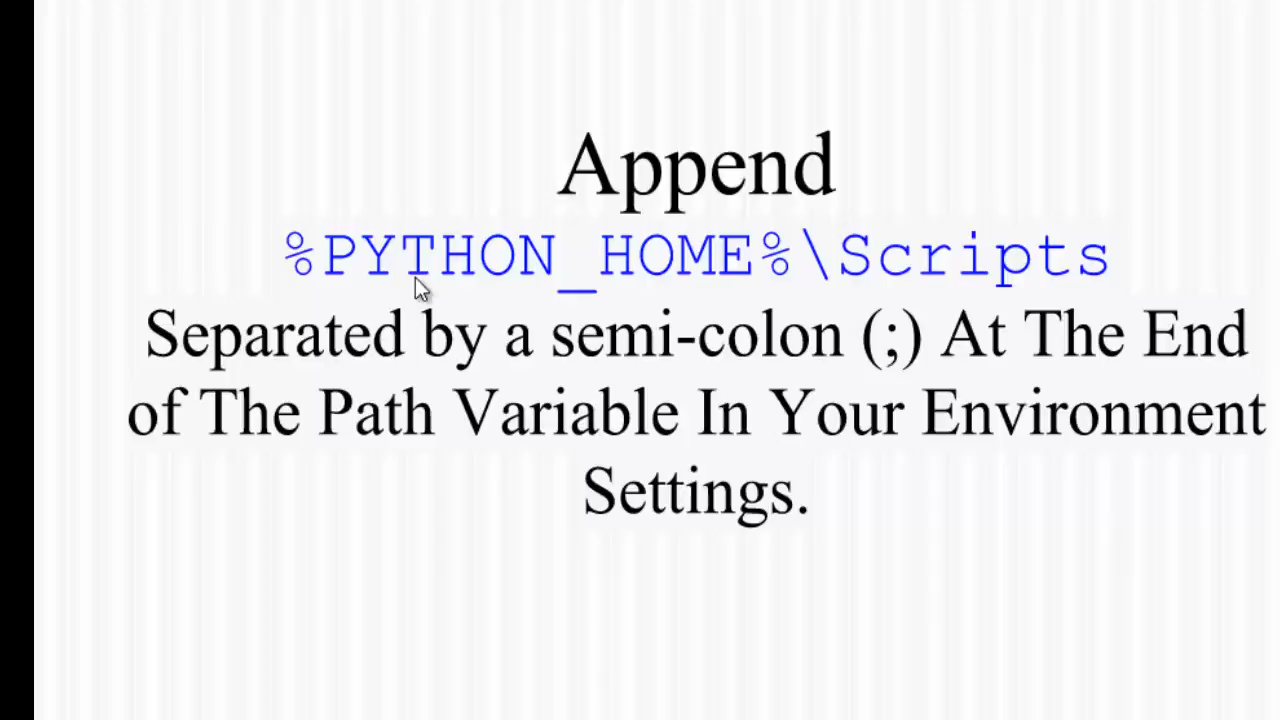 Append
%PYTHON_HOME%\Scripts
Separated by a semi-colon (;) At The End
of The Path Variable In Your Environment
Settings.